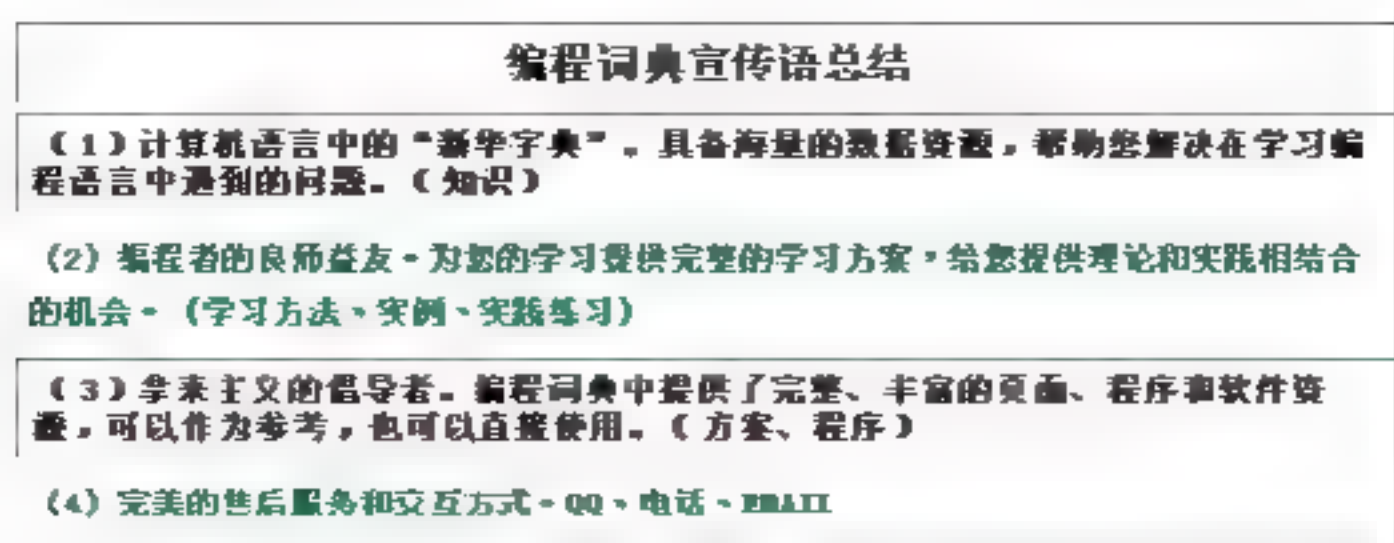 编程词典宣传语总结
（1）计算机语言中的“新华字典”。具备海量的数据资源，帮助您解决在学习编
程语言中遇到的问题。（知识）
（2）编程者的良师益友。为您的学习提供完整的学习方案，给您提供理论和实践相结合
的机会。（学习方法、实例、实践练习）
（3）拿来主义的倡导者。编程词典中提供了完整、丰富的页面、程序和软件资
源，可以作为参考，也可以直接使用。（方案、程序）
（4）完美的售后服务和交互方式。QQ、电话、EMAIL